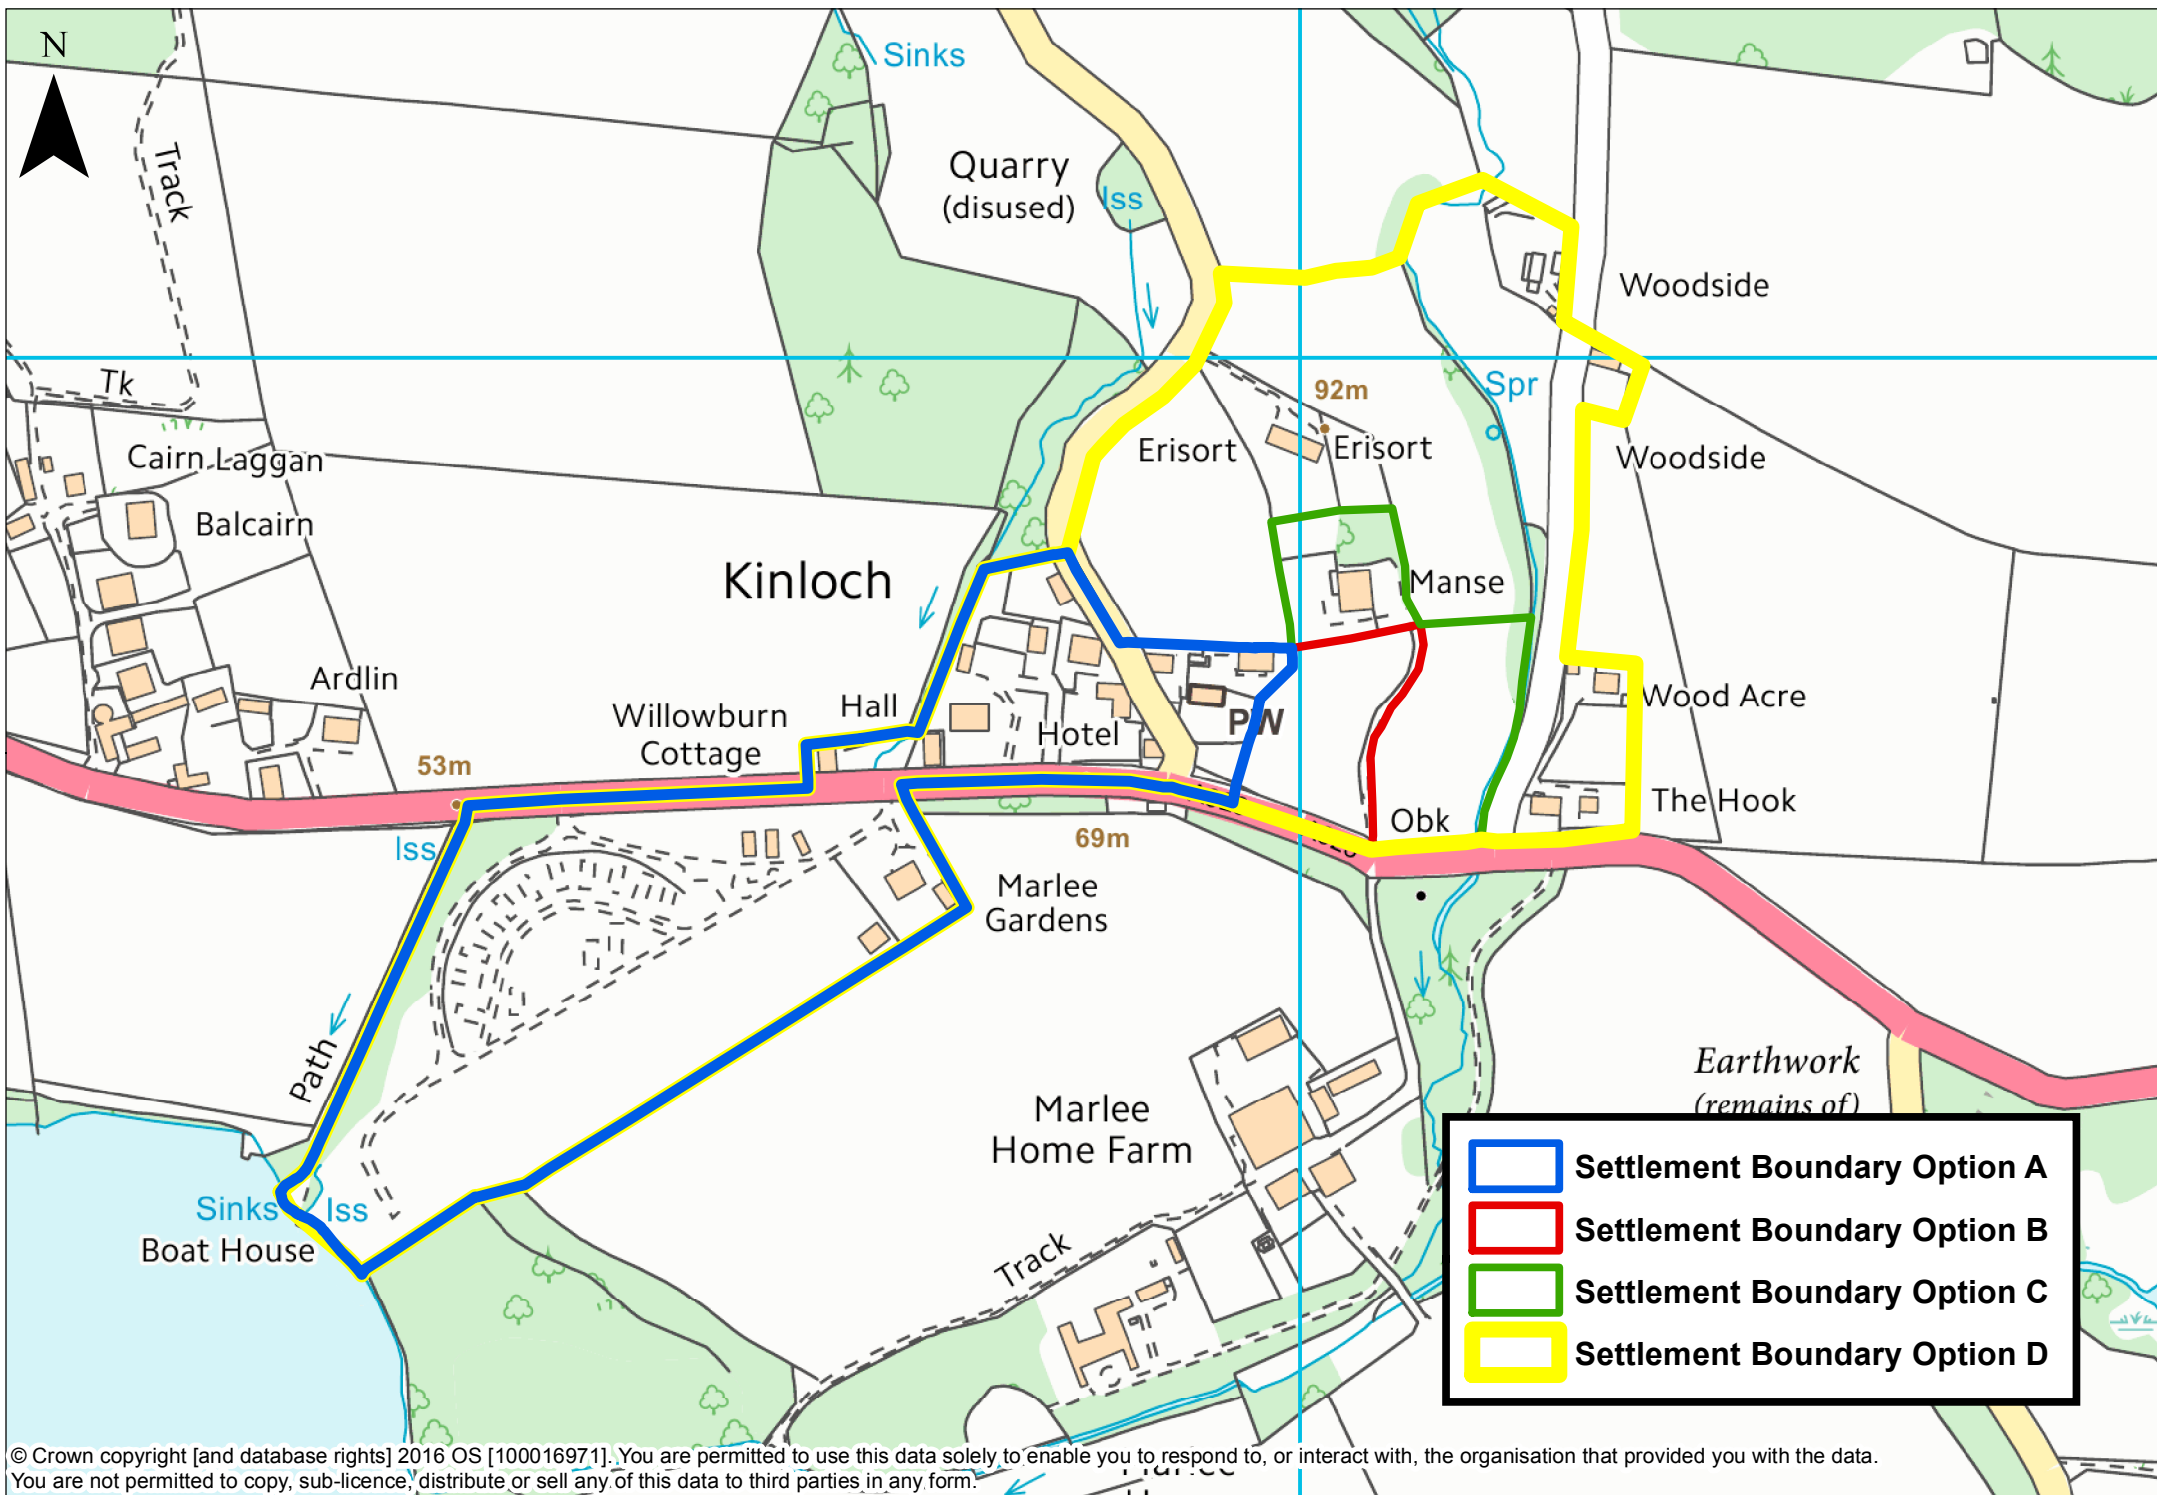 N
Sinks
Track
Quarry
(disused)
Iss
Woodside
Tk
92m
Spr
Erisort
Erisort
Woodside
Cairn Laggan
Balcairn
Kinloch
Manse
Ardlin
Hall
Willowburn
Cottage
Hotel
PW
Wood Acre
53m
The Hook
Obk
69m
Iss
Marlee
Gardens
Path
Earthwork
(remains of)
Marlee
Home Farm
Sinks
Iss
Boat House
Track
Settlement Boundary Option A
Settlement Boundary Option B
Settlement Boundary Option C
Settlement Boundary Option D
© Crown copyright [and database rights] 2016 OS [100016971]. You are permitted to use this data solely to enable you to respond to, or interact with, the organisation that provided you with the data.
You are not permitted to copy, sub-licence, distribute or sell any of this data to third parties in any form.
Marlee